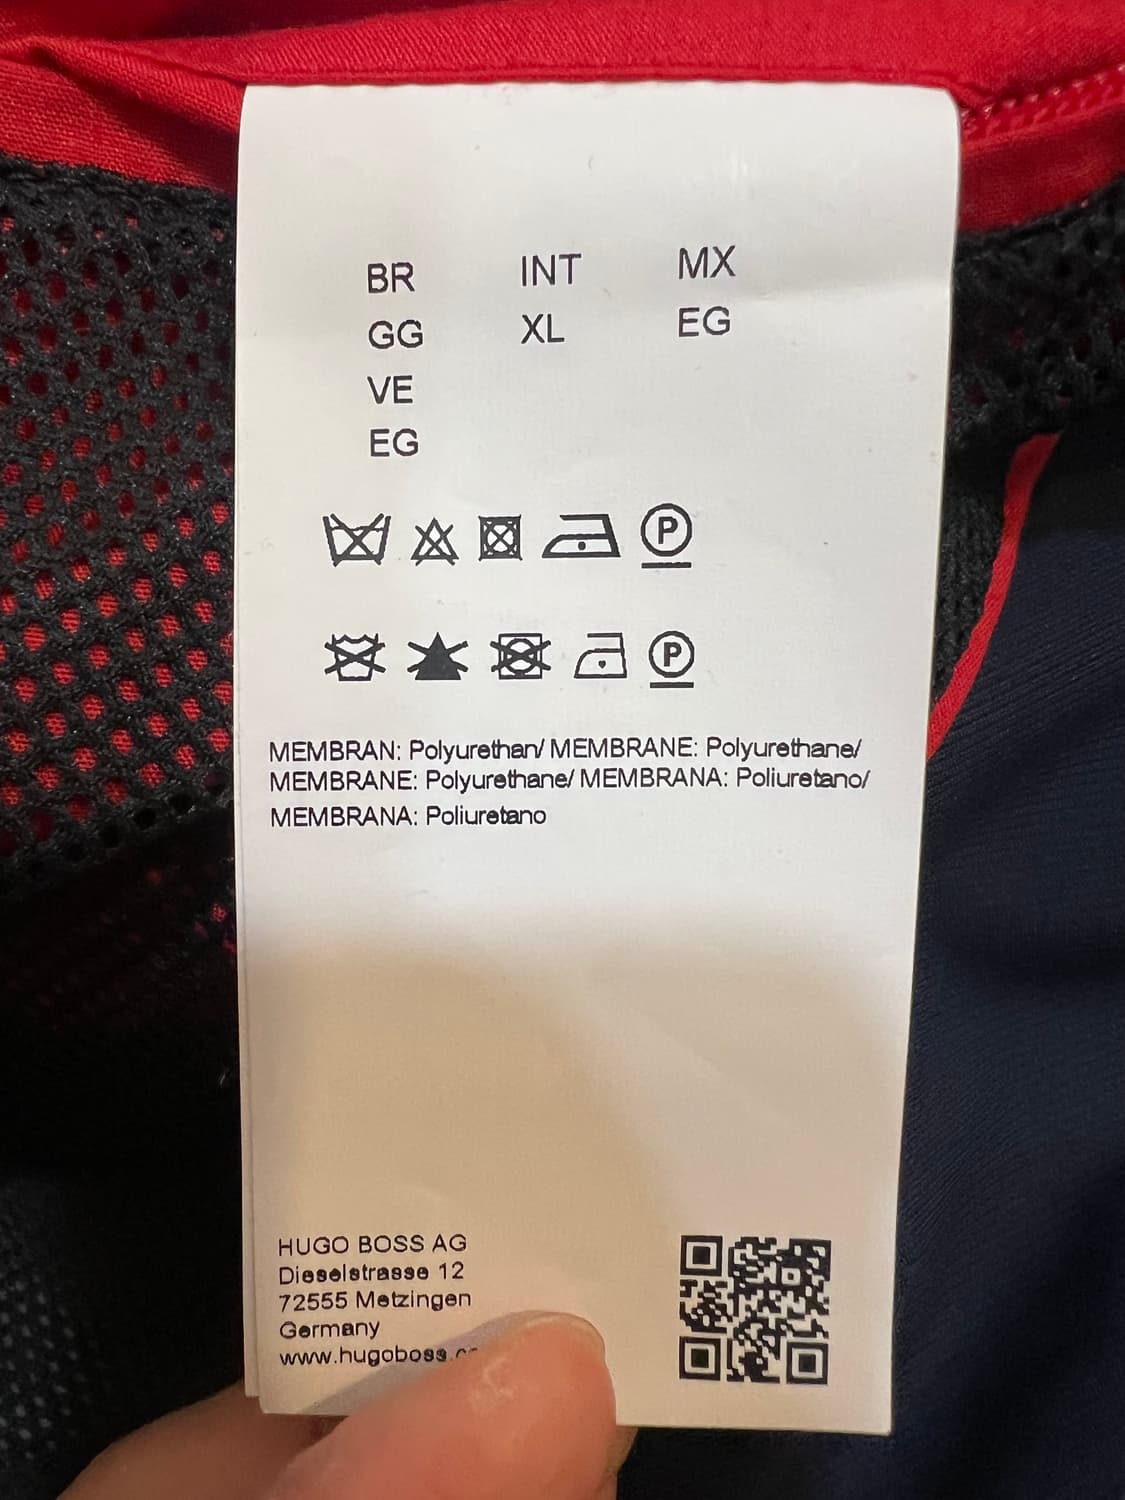 BR INT MX
GG XL EG
VE
EG
P
P
MEMBRAN: Polyurethan/ MEMBRANE: Polyurethane/
MEMBRANE: Polyurethane/ MEMBRANA: Poliuretano/
MEMBRANA: Poliuretano
HUGO BOSS AG
Dieselstrasse 12
72555 Metzingen
Germany